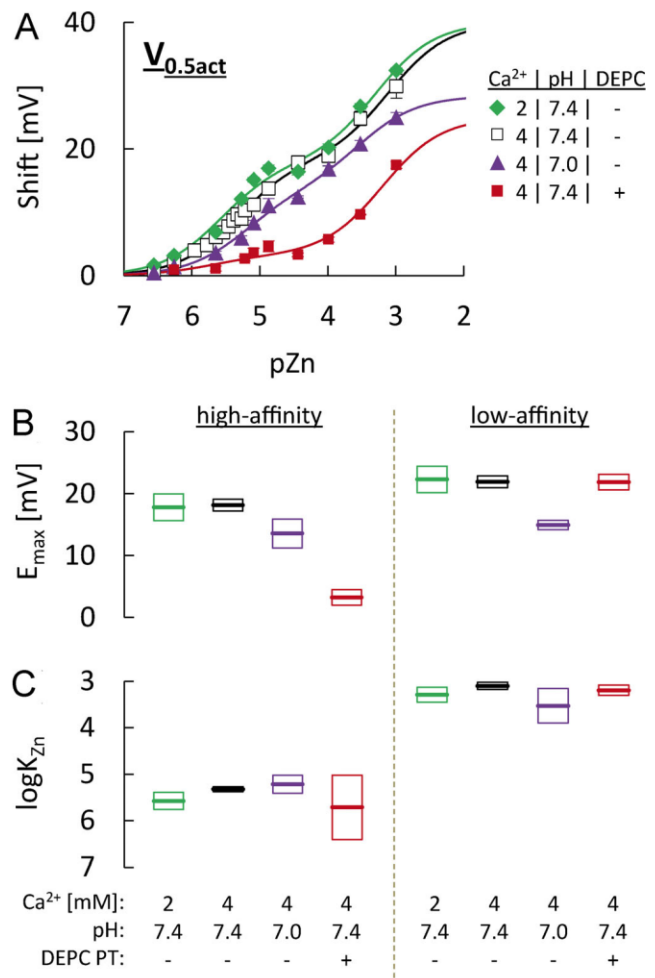 A
V0.5act
Shift [mV]
40
20
0
7 6 5 4 3 2
pZn
Ca²⁺ | pH | DEPC
2 | 7.4 | -
4 | 7.4 | -
4 | 7.0 | -
4 | 7.4 | +
B
high-affinity
low-affinity
Emax [mV]
30
20
10
0
C
logKZn
3
4
5
6
7
Ca²⁺ [mM]: 2 4 4 4 2 4 4 4
pH: 7.4 7.4 7.0 7.4 7.4 7.4 7.0 7.4
DEPC PT: - - - + - - - +